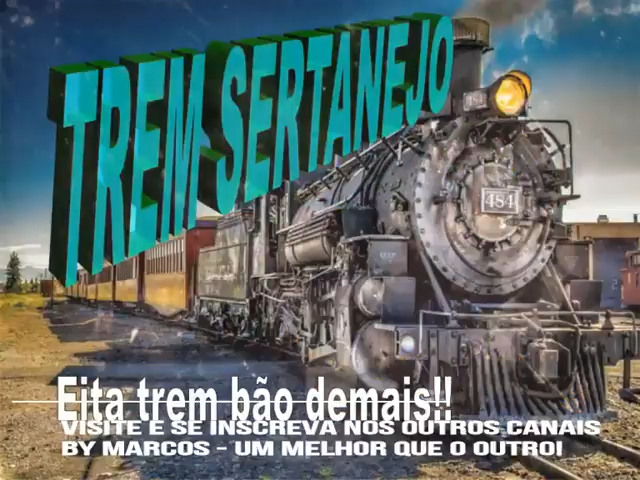 TREM SERTANEJO
484
484
Eita trem bão demais!!
VISITE E SE INSCREVA NOS OUTROS CANAIS
BY MARCOS - UM MELHOR QUE O OUTRO!